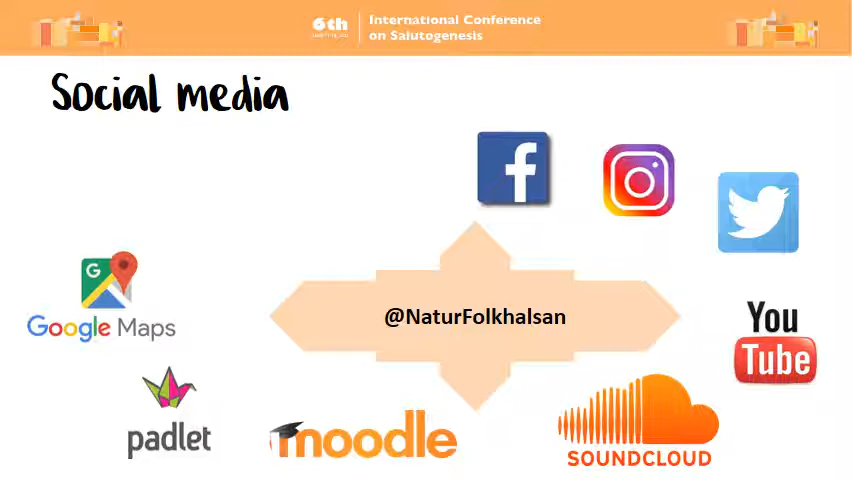 6th
International Conference
on Salutogenesis
Social media
f
G
Google Maps
@NaturFolkhalsan
You
Tube
padlet
moodle
SOUNDCLOUD